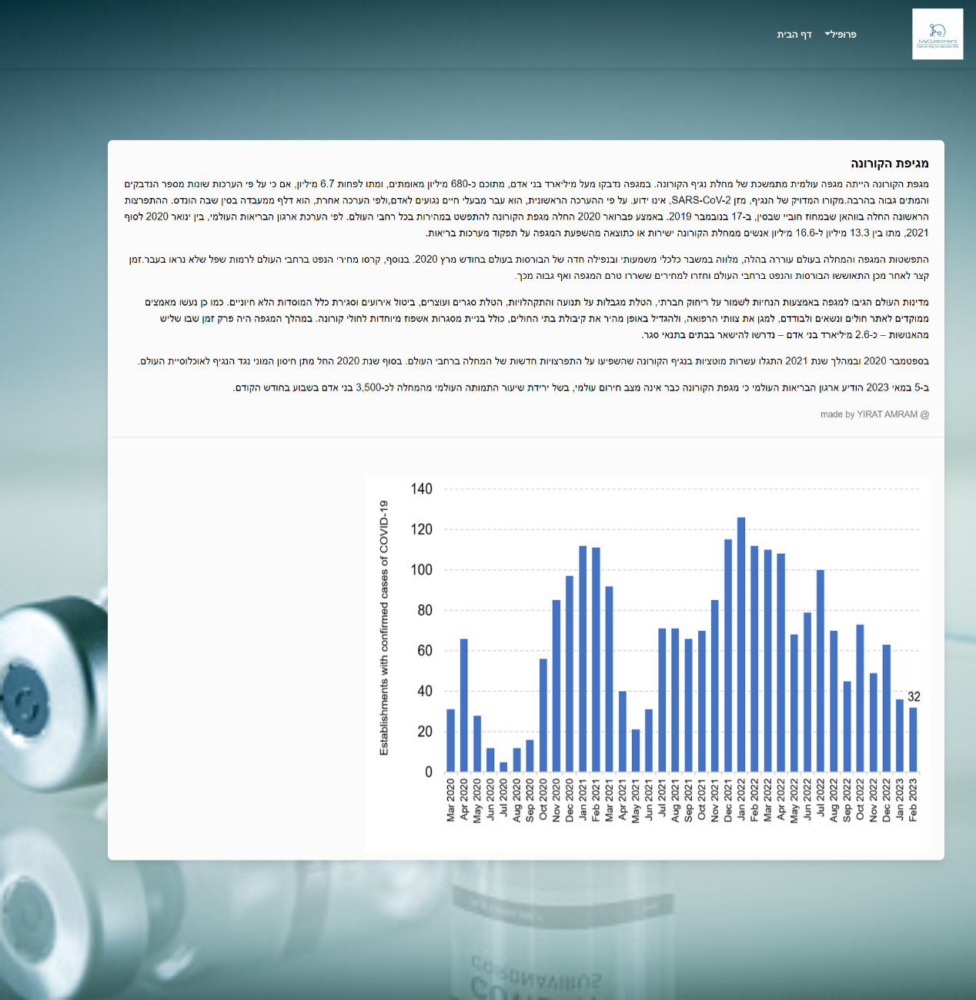 MyCustomers
פרופיל
דף הבית
מגיפת הקורונה
מגפת הקורונה הייתה מגפה עולמית מתמשכת של מחלת נגיף הקורונה. במגפה נדבקו מעל מיליארד בני אדם, מתוכם כ-680 מיליון מאומתים, ומתו לפחות 6.7 מיליון, אם כי על פי הערכות שונות מספר הנדבקים
והמתים גבוה בהרבה.מקורו המדויק של הנגיף, מזן SARS-CoV-2, אינו ידוע. על פי ההערכה הראשונית, הוא עבר מבעלי חיים נגועים לאדם,ולפי הערכה אחרת, הוא דלף ממעבדה בסין שבה הונדס. ההתפרצות
הראשונה החלה בווהאן שבמחוז חוביי שבסין, ב-17 בנובמבר 2019. באמצע פברואר 2020 החלה מגפת הקורונה להתפשט במהירות בכל רחבי העולם. לפי הערכת ארגון הבריאות העולמי, בין ינואר 2020 לסוף
2021, מתו בין 13.3 מיליון ל-16.6 מיליון אנשים ממחלת הקורונה ישירות או כתוצאה מהשפעת המגפה על תפקוד מערכות בריאות.
התפשטות המגפה והמחלה בעולם עוררה בהלה, מלווה במשבר כלכלי משמעותי ובנפילה חדה של הבורסות בעולם בחודש מרץ 2020. בנוסף, קרסו מחירי הנפט ברחבי העולם לרמות שפל שלא נראו בעבר.זמן
קצר לאחר מכן התאוששו הבורסות והנפט ברחבי העולם וחזרו למחירים ששררו טרם המגפה ואף גבוה מכך.
מדינות העולם הגיבו למגפה באמצעות הנחיות לשמור על ריחוק חברתי, הטלת מגבלות על תנועה והתקהלויות, הטלת סגרים ועוצרים, ביטול אירועים וסגירת כלל המוסדות הלא חיוניים. כמו כן נעשו מאמצים
ממוקדים לאתר חולים ונשאים ולבודדם, למגן את צוותי הרפואה, ולהגדיל באופן מהיר את קיבולת בתי החולים, כולל בניית מסגרות אשפוז מיוחדות לחולי קורונה. במהלך המגפה היה פרק זמן שבו שליש
מהאנושות – כ-2.6 מיליארד בני אדם – נדרשו להישאר בבתים בתנאי סגר.
בספטמבר 2020 ובמהלך שנת 2021 התגלו עשרות מוטציות בנגיף הקורונה שהשפיעו על התפרצויות חדשות של המחלה ברחבי העולם. בסוף שנת 2020 החל מתן חיסון המוני נגד הנגיף לאוכלוסיית העולם.
ב-5 במאי 2023 הודיע ארגון הבריאות העולמי כי מגפת הקורונה כבר אינה מצב חירום עולמי, בשל ירידת שיעור התמותה העולמי מהמחלה לכ-3,500 בני אדם בשבוע בחודש הקודם.
made by YIRAT AMRAM @
Establishments with confirmed cases of COVID-19
140
120
100
80
60
40
20
0
32
Mar 2020
Apr 2020
May 2020
Jun 2020
Jul 2020
Aug 2020
Sep 2020
Oct 2020
Nov 2020
Dec 2020
Jan 2021
Feb 2021
Mar 2021
Apr 2021
May 2021
Jun 2021
Jul 2021
Aug 2021
Sep 2021
Oct 2021
Nov 2021
Dec 2021
Jan 2022
Feb 2022
Mar 2022
Apr 2022
May 2022
Jun 2022
Jul 2022
Aug 2022
Sep 2022
Oct 2022
Nov 2022
Dec 2022
Jan 2023
Feb 2023
CORONAVIRUS